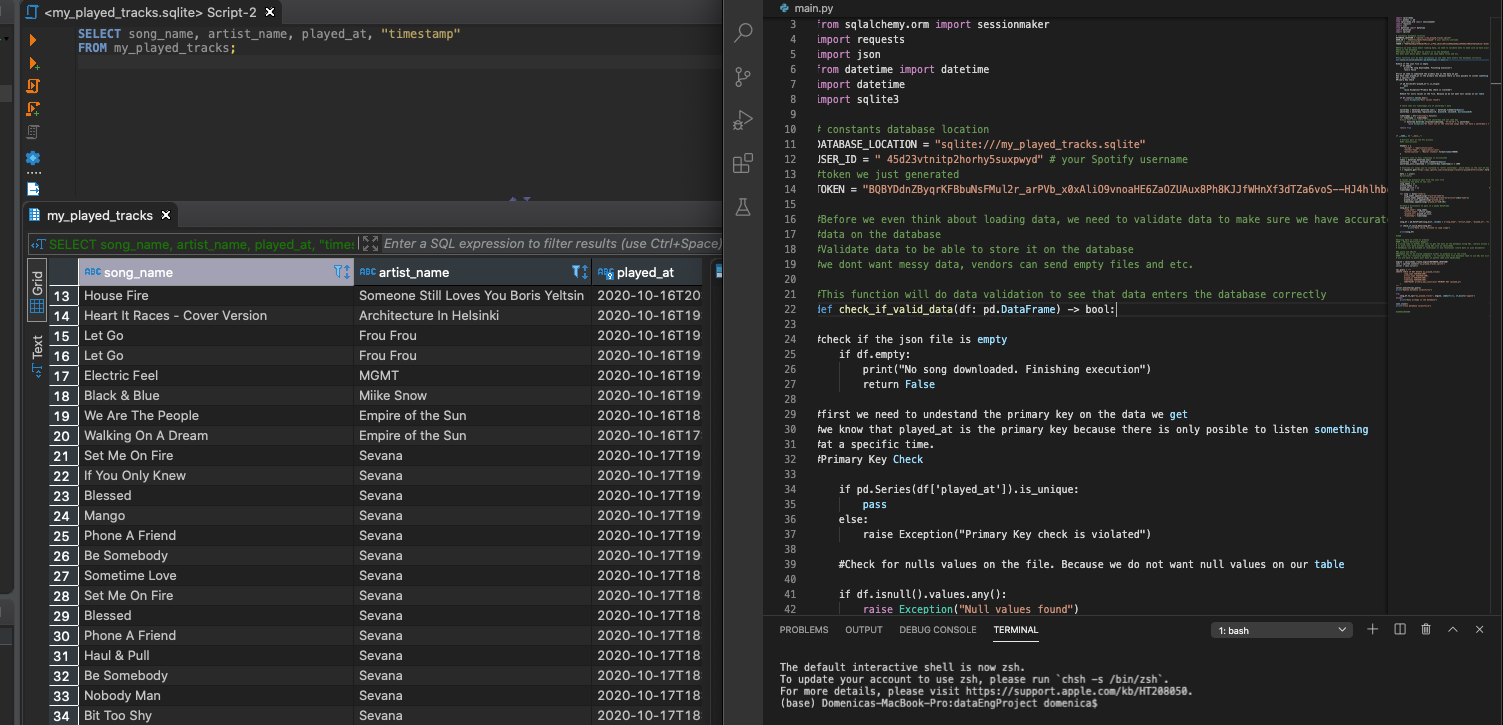 <my_played_tracks.sqlite> Script-2
SELECT song_name, artist_name, played_at, "timestamp"
FROM my_played_tracks;
my_played_tracks
SELECT song_name, artist_name, played_at, "times
Enter a SQL expression to filter results (use Ctrl+Space)
Grid
Text
ABC song_name ABC artist_name ABC played_at
13 House Fire Someone Still Loves You Boris Yeltsin 2020-10-16T20
14 Heart It Races - Cover Version Architecture In Helsinki 2020-10-16T19
15 Let Go Frou Frou 2020-10-16T19
16 Let Go Frou Frou 2020-10-16T19
17 Electric Feel MGMT 2020-10-16T19
18 Black & Blue Miike Snow 2020-10-16T19
19 We Are The People Empire of the Sun 2020-10-16T18
20 Walking On A Dream Empire of the Sun 2020-10-16T17
21 Set Me On Fire Sevana 2020-10-17T19
22 If You Only Knew Sevana 2020-10-17T19
23 Blessed Sevana 2020-10-17T19
24 Mango Sevana 2020-10-17T19
25 Phone A Friend Sevana 2020-10-17T19
26 Be Somebody Sevana 2020-10-17T19
27 Sometime Love Sevana 2020-10-17T18
28 Set Me On Fire Sevana 2020-10-17T18
29 Blessed Sevana 2020-10-17T18
30 Phone A Friend Sevana 2020-10-17T18
31 Haul & Pull Sevana 2020-10-17T18
32 Be Somebody Sevana 2020-10-17T18
33 Nobody Man Sevana 2020-10-17T18
34 Bit Too Shy Sevana 2020-10-17T18
main.py
3 from sqlalchemy.orm import sessionmaker
4 import requests
5 import json
6 from datetime import datetime
7 import datetime
8 import sqlite3
9
10 # constants database location
11 DATABASE_LOCATION = "sqlite:///my_played_tracks.sqlite"
12 USER_ID = " 45d23vtnitp2horhy5suxpwyd" # your Spotify username
13 #token we just generated
14 TOKEN = "BQBYDdnZByqrKFBbuNsFMul2r_arPVb_x0xAliO9vnoaHE6ZaOZUAux8Ph8KJJfWHnXf3dTZa6voS--HJ4hlhb
15
16 #Before we even think about loading data, we need to validate data to make sure we have accurat
17 #data on the database
18 #Validate data to be able to store it on the database
19 #we dont want messy data, vendors can send empty files and etc.
20
21 #This function will do data validation to see that data enters the database correctly
22 def check_if_valid_data(df: pd.DataFrame) -> bool:
23
24 #check if the json file is empty
25 if df.empty:
26 print("No song downloaded. Finishing execution")
27 return False
28
29 #first we need to undestand the primary key on the data we get
30 #we know that played_at is the primary key because there is only posible to listen something
31 #at a specific time.
32 #Primary Key Check
33
34 if pd.Series(df['played_at']).is_unique:
35 pass
36 else:
37 raise Exception("Primary Key check is violated")
38
39 #Check for nulls values on the file. Because we do not want null values on our table
40
41 if df.isnull().values.any():
42 raise Exception("Null values found")
PROBLEMS OUTPUT DEBUG CONSOLE TERMINAL 1: bash
The default interactive shell is now zsh.
To update your account to use zsh, please run `chsh -s /bin/zsh`.
For more details, please visit https://support.apple.com/kb/HT208050.
(base) Domenicas-MacBook-Pro:dataEngProject domenica$